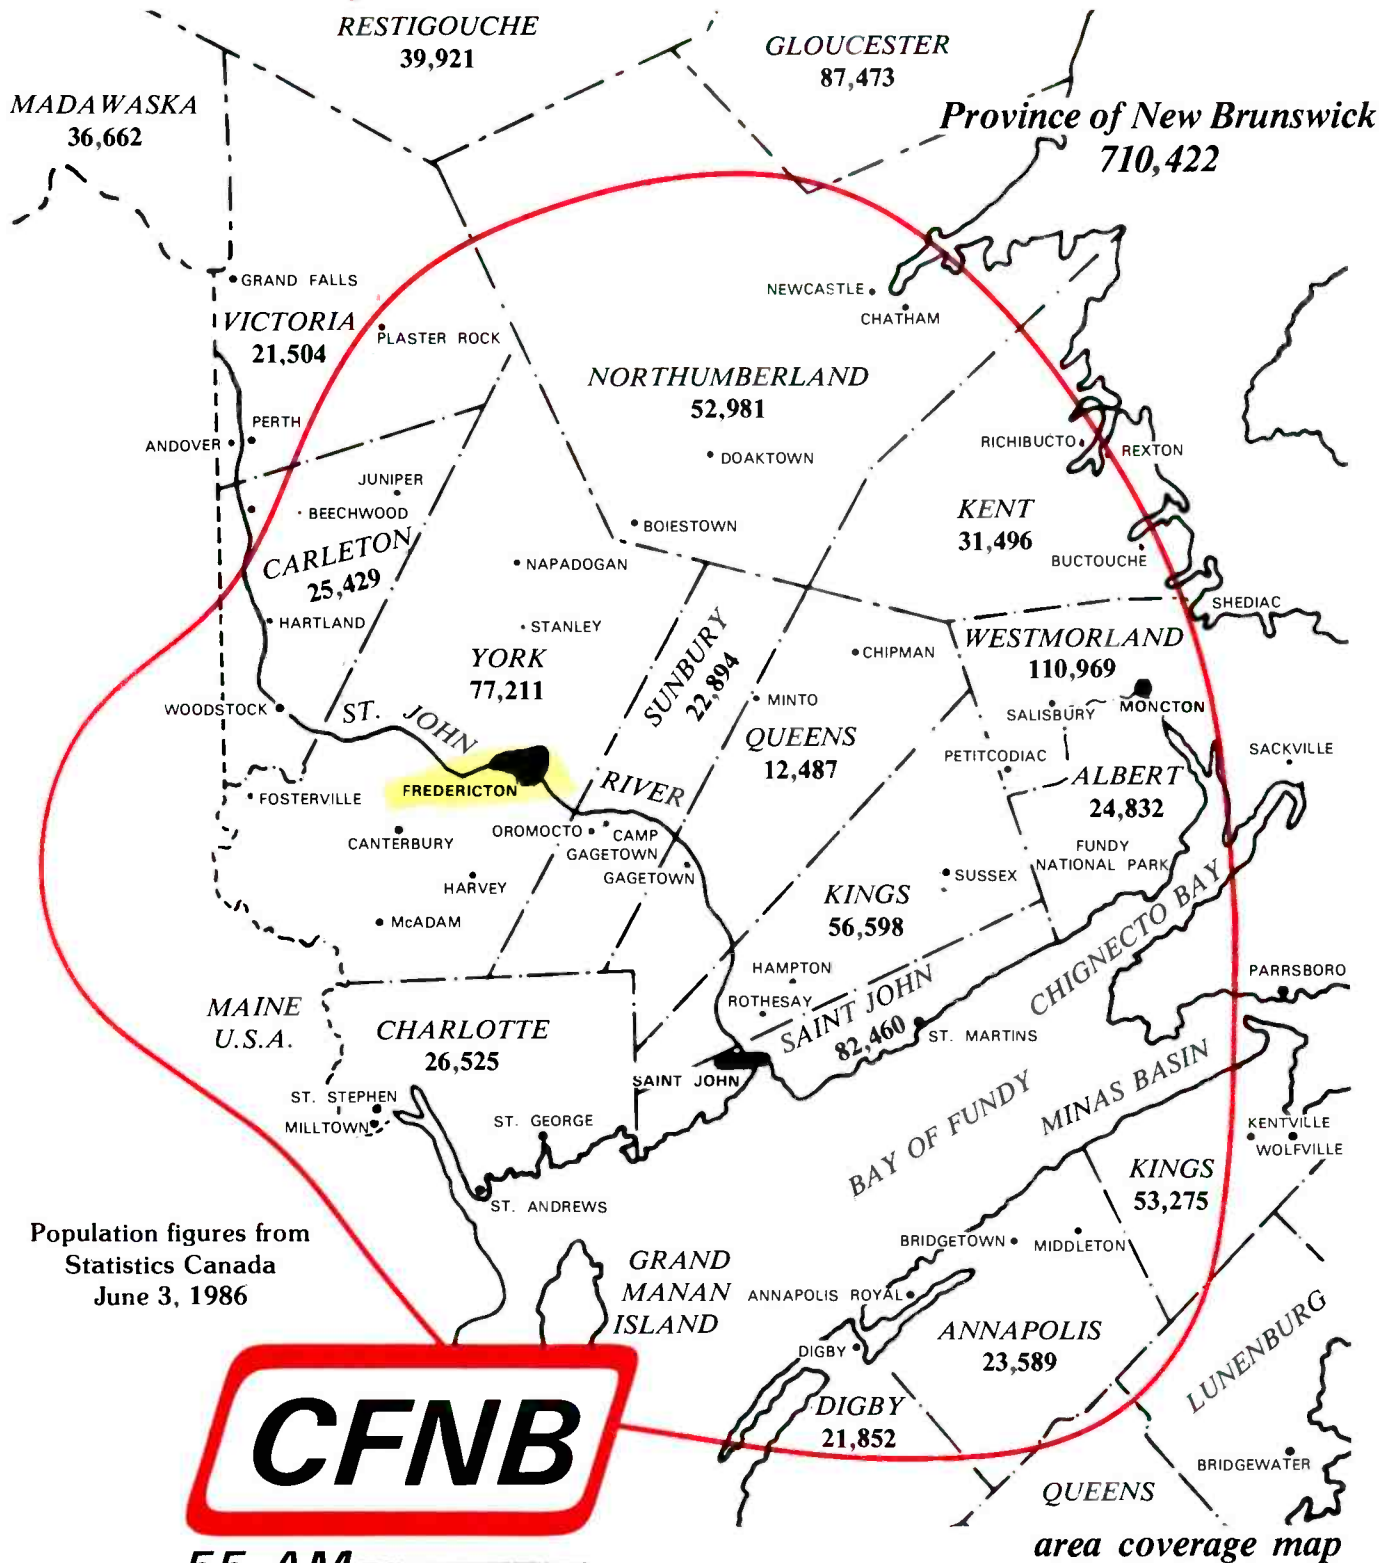 RESTIGOUCHE
39,921
GLOUCESTER
87,473
MADAWASKA
36,662
Province of New Brunswick
710,422
GRAND FALLS
NEWCASTLE
CHATHAM
VICTORIA
21,504
PLASTER ROCK
NORTHUMBERLAND
52,981
PERTH
ANDOVER
RICHIBUCTO
REXTON
DOAKTOWN
JUNIPER
BEECHWOOD
KENT
31,496
BOIESTOWN
CARLETON
25,429
NAPADOGAN
BUCTOUCHE
SHEDIAC
HARTLAND
STANLEY
WESTMORLAND
110,969
YORK
77,211
SUNBURY
22,894
CHIPMAN
MINTO
WOODSTOCK
ST. JOHN RIVER
SALISBURY
MONCTON
QUEENS
12,487
PETITCODIAC
SACKVILLE
ALBERT
24,832
FREDERICTON
FOSTERVILLE
OROMOCTO
CAMP
GAGETOWN
GAGETOWN
CANTERBURY
FUNDY
NATIONAL PARK
HARVEY
SUSSEX
KINGS
56,598
McADAM
CHIGNECTO BAY
HAMPTON
PARRSBORO
ROTHESAY
MAINE
U.S.A.
CHARLOTTE
26,525
SAINT JOHN
82,460
ST. MARTINS
SAINT JOHN
MINAS BASIN
BAY OF FUNDY
ST. STEPHEN
MILLTOWN
ST. GEORGE
KENTVILLE
WOLFVILLE
KINGS
53,275
ST. ANDREWS
Population figures from
Statistics Canada
June 3, 1986
BRIDGETOWN
MIDDLETON
GRAND
MANAN
ISLAND
ANNAPOLIS ROYAL
ANNAPOLIS
23,589
DIGBY
LUNENBURG
DIGBY
21,852
CFNB
BRIDGEWATER
QUEENS
area coverage map
55 AM